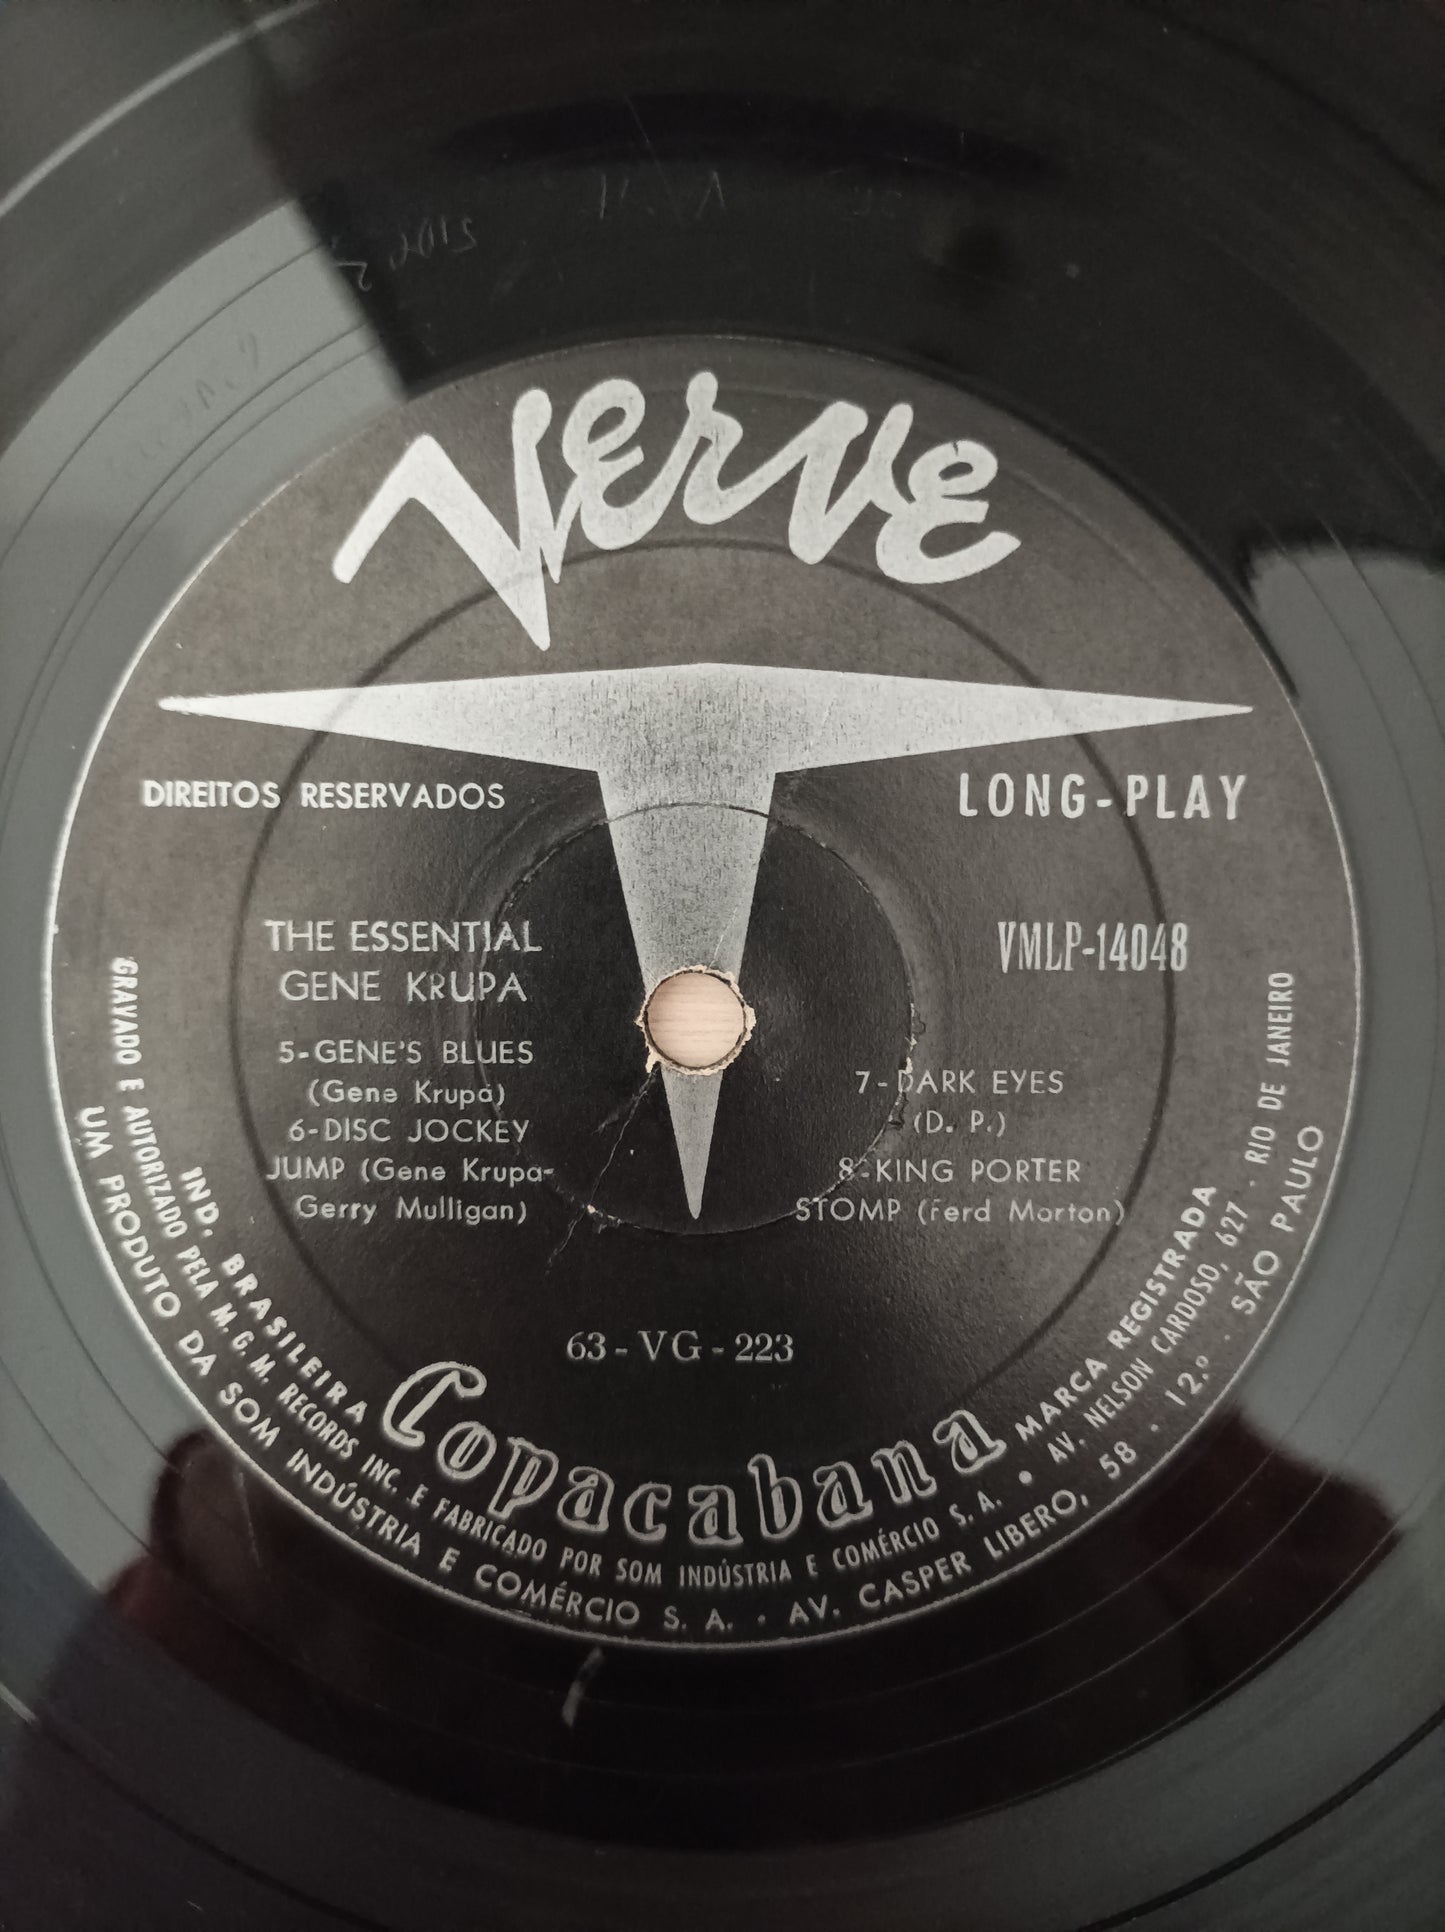 Verve
DIREITOS RESERVADOS
LONG-PLAY
THE ESSENTIAL
GENE KRUPA
VMLP-14048
5-GENE'S BLUES
(Gene Krupa)
6-DISC JOCKEY
JUMP (Gene Krupa-
Gerry Mulligan)
7-DARK EYES
(D. P.)
8-KING PORTER
STOMP (Ferd Morton)
63-VG-223
IND. BRASILEIRA Copacabana MARCA REGISTRADA
GRAVADO E AUTORIZADO PELA M. G. M. RECORDS INC. E FABRICADO POR SOM INDÚSTRIA E COMÉRCIO S. A. • AV. NELSON CARDOSO, 627 - RIO DE JANEIRO
UM PRODUTO DA SOM INDÚSTRIA E COMÉRCIO S. A. · AV. CASPER LIBERO, 58 · 12.º · SÃO PAULO
SIDE 2